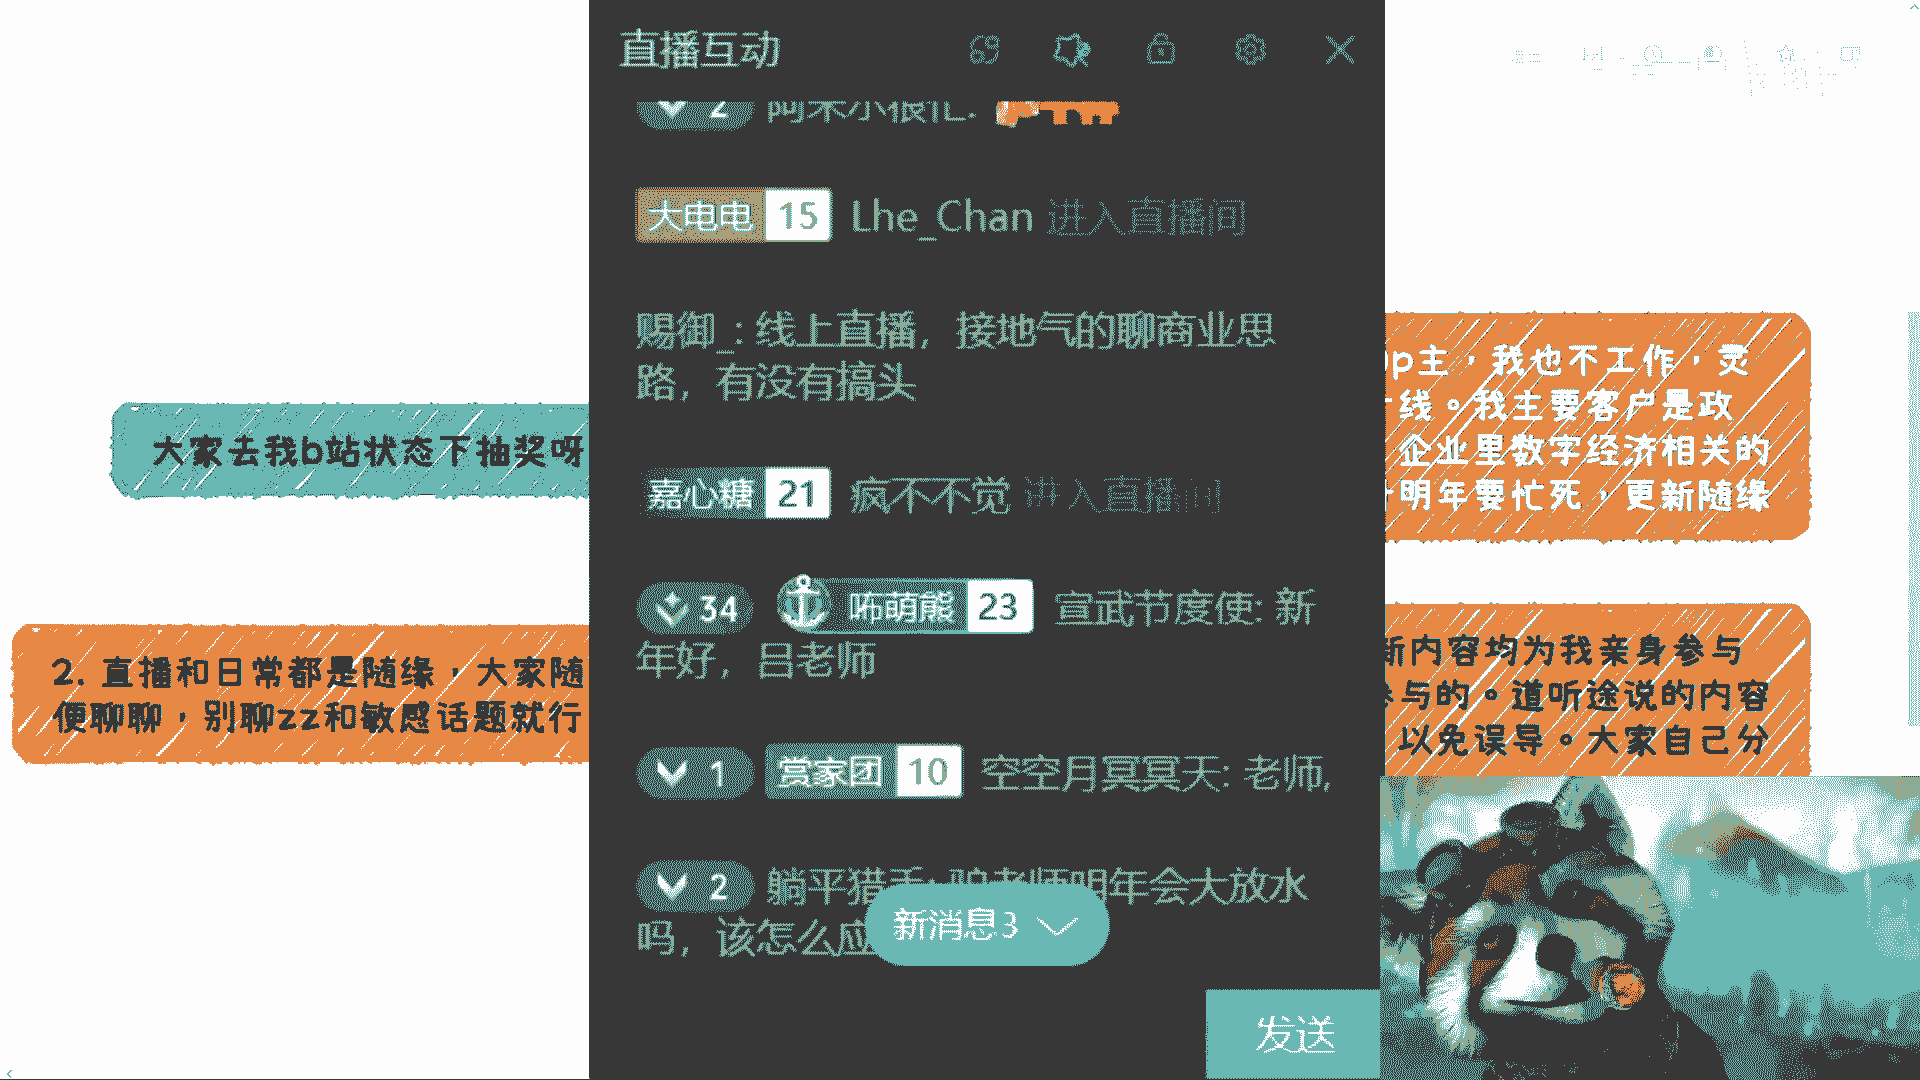 直播互动
2 阿呆小很忙:
大电电 15 Lhe_Chan 进入直播间
赐御_: 线上直播，接地气的聊商业思
路，有没有搞头
嘉心糖 21 疯不不觉 进入直播间
34 咘萌熊 23 宣武节度使: 新
年好，吕老师
1 赏家团 10 空空月冥冥天: 老师,
2 躺平猎手: 驴老师明年会大放水
吗，该怎么应
新消息3
发送
大家去我b站状态下抽奖呀
2. 直播和日常都是随缘，大家随
便聊聊，别聊zz和敏感话题就行
p主，我也不工作，灵
线。我主要客户是政
企业里数字经济相关的
明年要忙死，更新随缘
新内容均为我亲身参与
参与的。道听途说的内容
以免误导。大家自己分